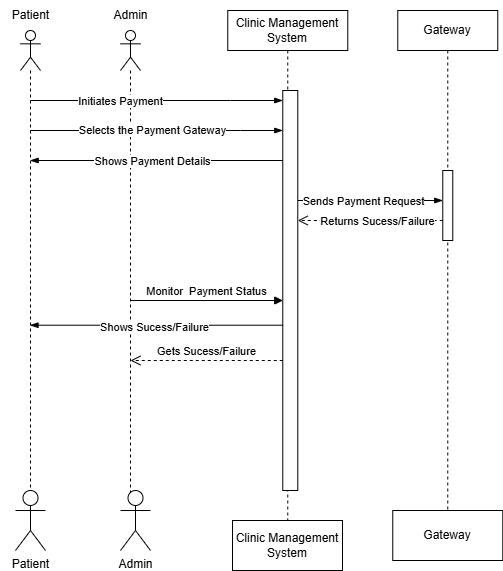 Patient
Admin
Clinic Management
System
Gateway
Initiates Payment
Selects the Payment Gateway
Shows Payment Details
Sends Payment Request
Returns Sucess/Failure
Monitor Payment Status
Shows Sucess/Failure
Gets Sucess/Failure
Patient
Admin
Clinic Management
System
Gateway